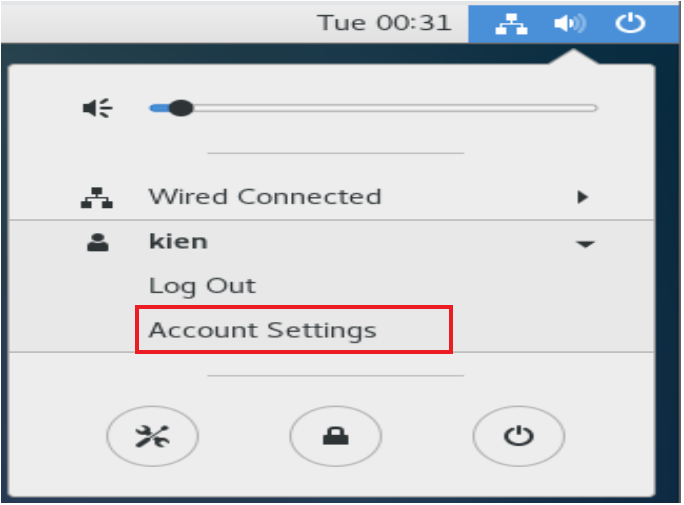 Tue 00:31
Wired Connected
kien
Log Out
Account Settings